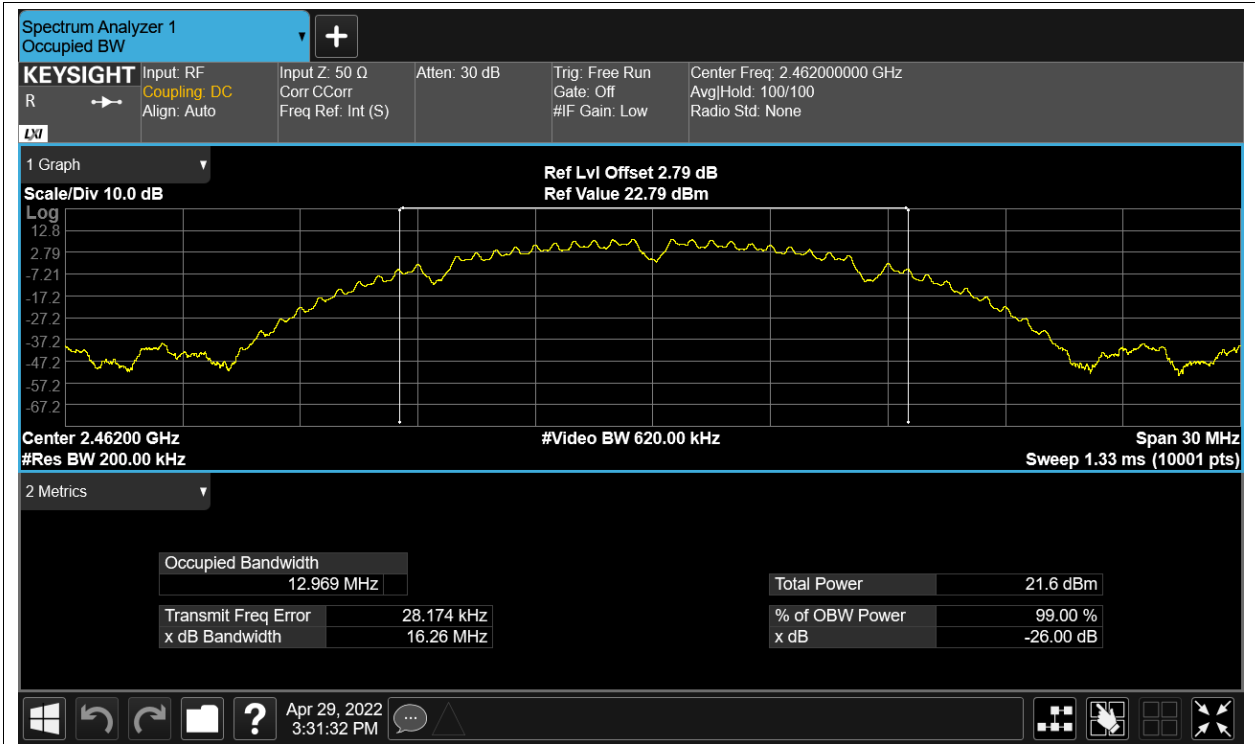 Spectrum Analyzer 1
Occupied BW
KEYSIGHT
R
LXI
Input: RF
Coupling: DC
Align: Auto
Input Z: 50 Ω
Corr CCorr
Freq Ref: Int (S)
Atten: 30 dB
Trig: Free Run
Gate: Off
#IF Gain: Low
Center Freq: 2.462000000 GHz
Avg|Hold: 100/100
Radio Std: None
1 Graph
Scale/Div 10.0 dB
Ref Lvl Offset 2.79 dB
Ref Value 22.79 dBm
Log
12.8
2.79
-7.21
-17.2
-27.2
-37.2
-47.2
-57.2
-67.2
Center 2.46200 GHz
#Video BW 620.00 kHz
Span 30 MHz
#Res BW 200.00 kHz
Sweep 1.33 ms (10001 pts)
2 Metrics
Occupied Bandwidth
12.969 MHz
Transmit Freq Error 28.174 kHz
x dB Bandwidth 16.26 MHz
Total Power 21.6 dBm
% of OBW Power 99.00 %
x dB -26.00 dB
?
Apr 29, 2022
3:31:32 PM